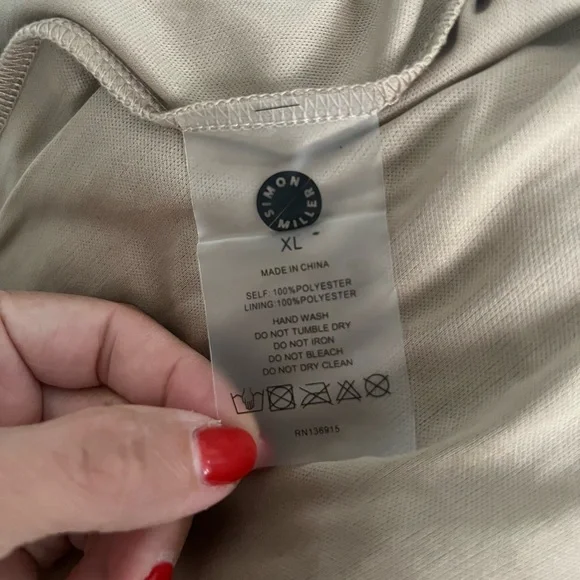 SIMON
MILLER
XL
MADE IN CHINA
SELF: 100%POLYESTER
LINING:100%POLYESTER
HAND WASH
DO NOT TUMBLE DRY
DO NOT IRON
DO NOT BLEACH
DO NOT DRY CLEAN
RN136915